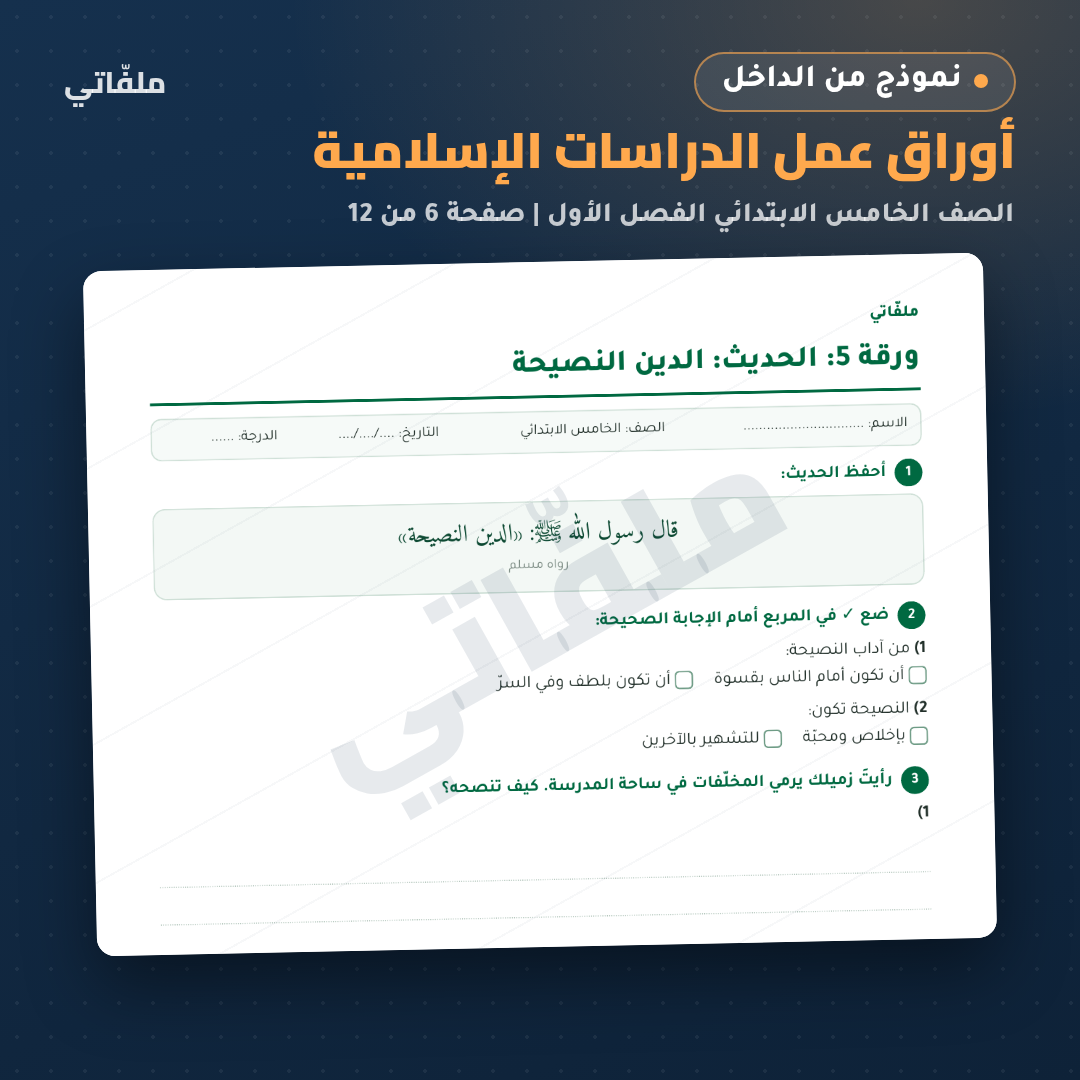 ملفّاتي
نموذج من الداخل
أوراق عمل الدراسات الإسلامية
الصف الخامس الابتدائي الفصل الأول | صفحة 6 من 12
ملفّاتي
ورقة 5: الحديث: الدين النصيحة
الاسم: ............................... الصف: الخامس الابتدائي التاريخ: ..../..../.... الدرجة: ......
1 أحفظ الحديث:
قال رسول الله ﷺ: «الدين النصيحة»
رواه مسلم
2 ضع ✓ في المربع أمام الإجابة الصحيحة:
1) من آداب النصيحة:
أن تكون أمام الناس بقسوة أن تكون بلطف وفي السرّ
2) النصيحة تكون:
بإخلاص ومحبّة للتشهير بالآخرين
3 رأيتَ زميلك يرمي المخلّفات في ساحة المدرسة. كيف تنصحه؟
1)
ملفّاتي